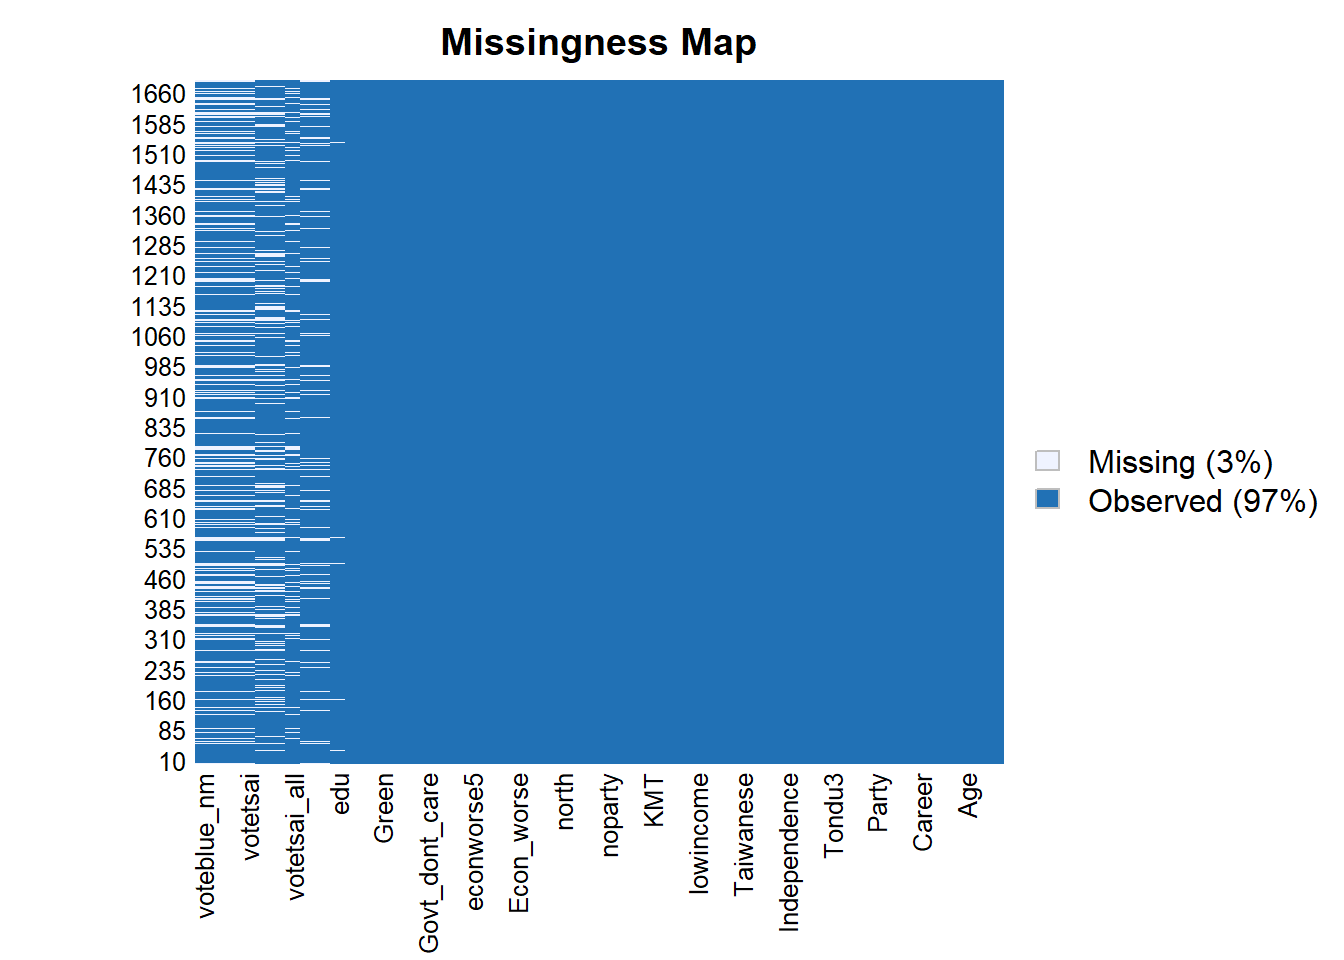 Missingness Map
1660
1585
1510
1435
1360
1285
1210
1135
1060
985
910
835
760
685
610
535
460
385
310
235
160
85
10
voteblue_nm
votetsai
votetsai_all
edu
Green
Govt_dont_care
econworse5
Econ_worse
north
noparty
KMT
lowincome
Taiwanese
Independence
Tondu3
Party
Career
Age
Missing (3%)
Observed (97%)